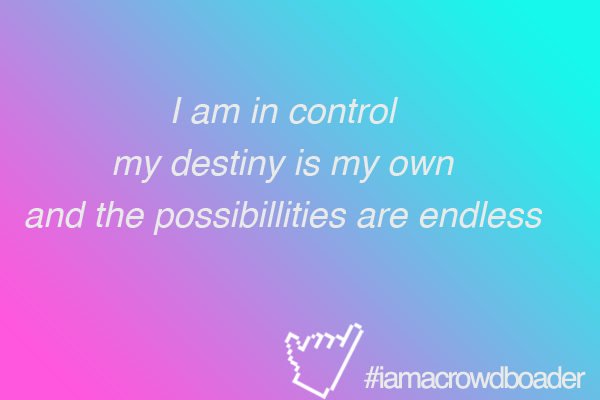 I am in control
my destiny is my own
and the possibillities are endless
#iamacrowdboader